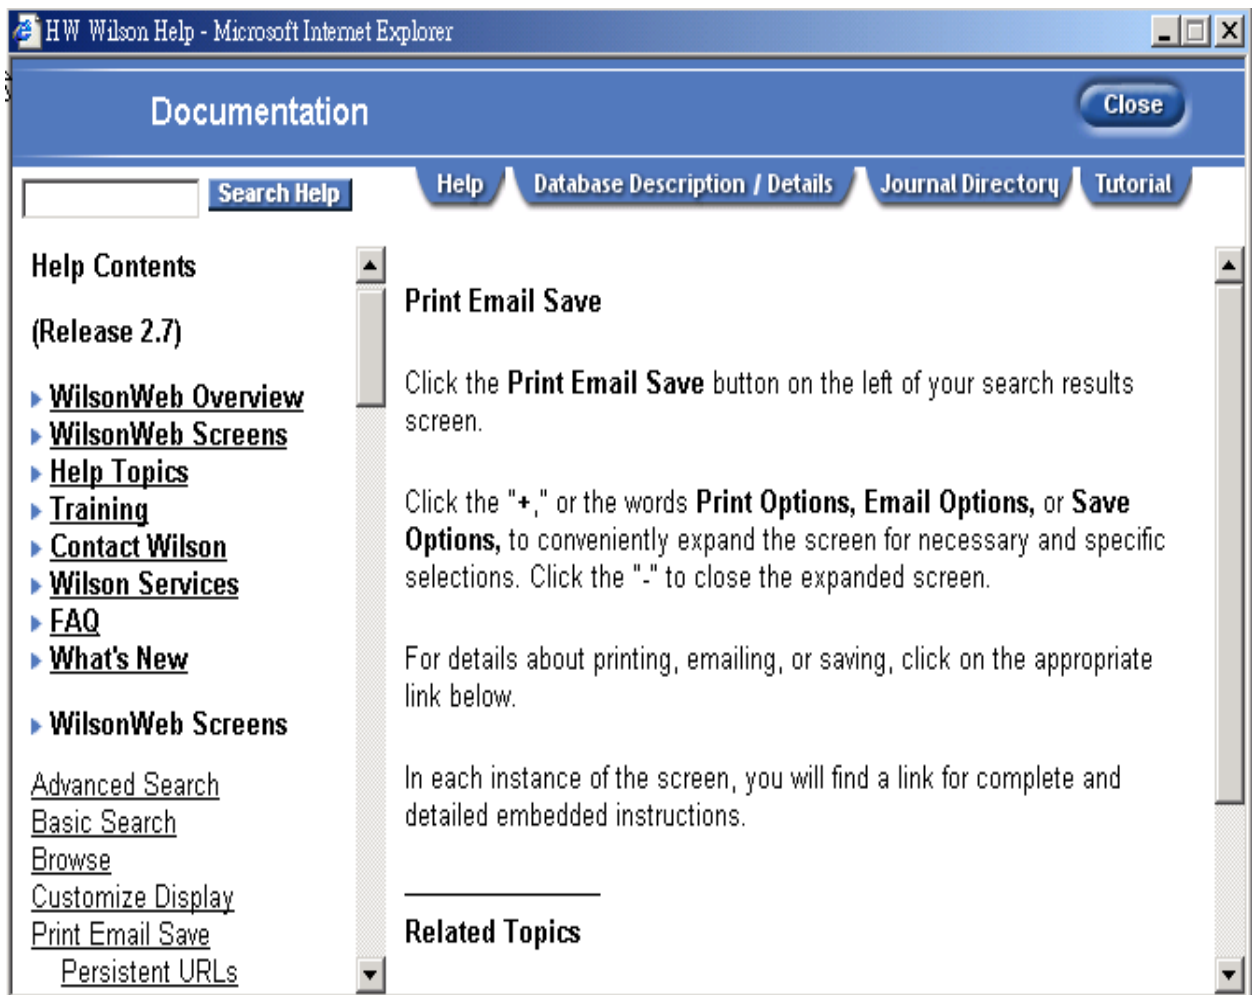 HW Wilson Help - Microsoft Internet Explorer
Documentation
Close
Search Help
Help
Database Description / Details
Journal Directory
Tutorial
Help Contents
(Release 2.7)
WilsonWeb Overview
WilsonWeb Screens
Help Topics
Training
Contact Wilson
Wilson Services
FAQ
What's New
WilsonWeb Screens
Advanced Search
Basic Search
Browse
Customize Display
Print Email Save
Persistent URLs
Print Email Save
Click the Print Email Save button on the left of your search results
screen.
Click the "+," or the words Print Options, Email Options, or Save
Options, to conveniently expand the screen for necessary and specific
selections. Click the "-" to close the expanded screen.
For details about printing, emailing, or saving, click on the appropriate
link below.
In each instance of the screen, you will find a link for complete and
detailed embedded instructions.
Related Topics